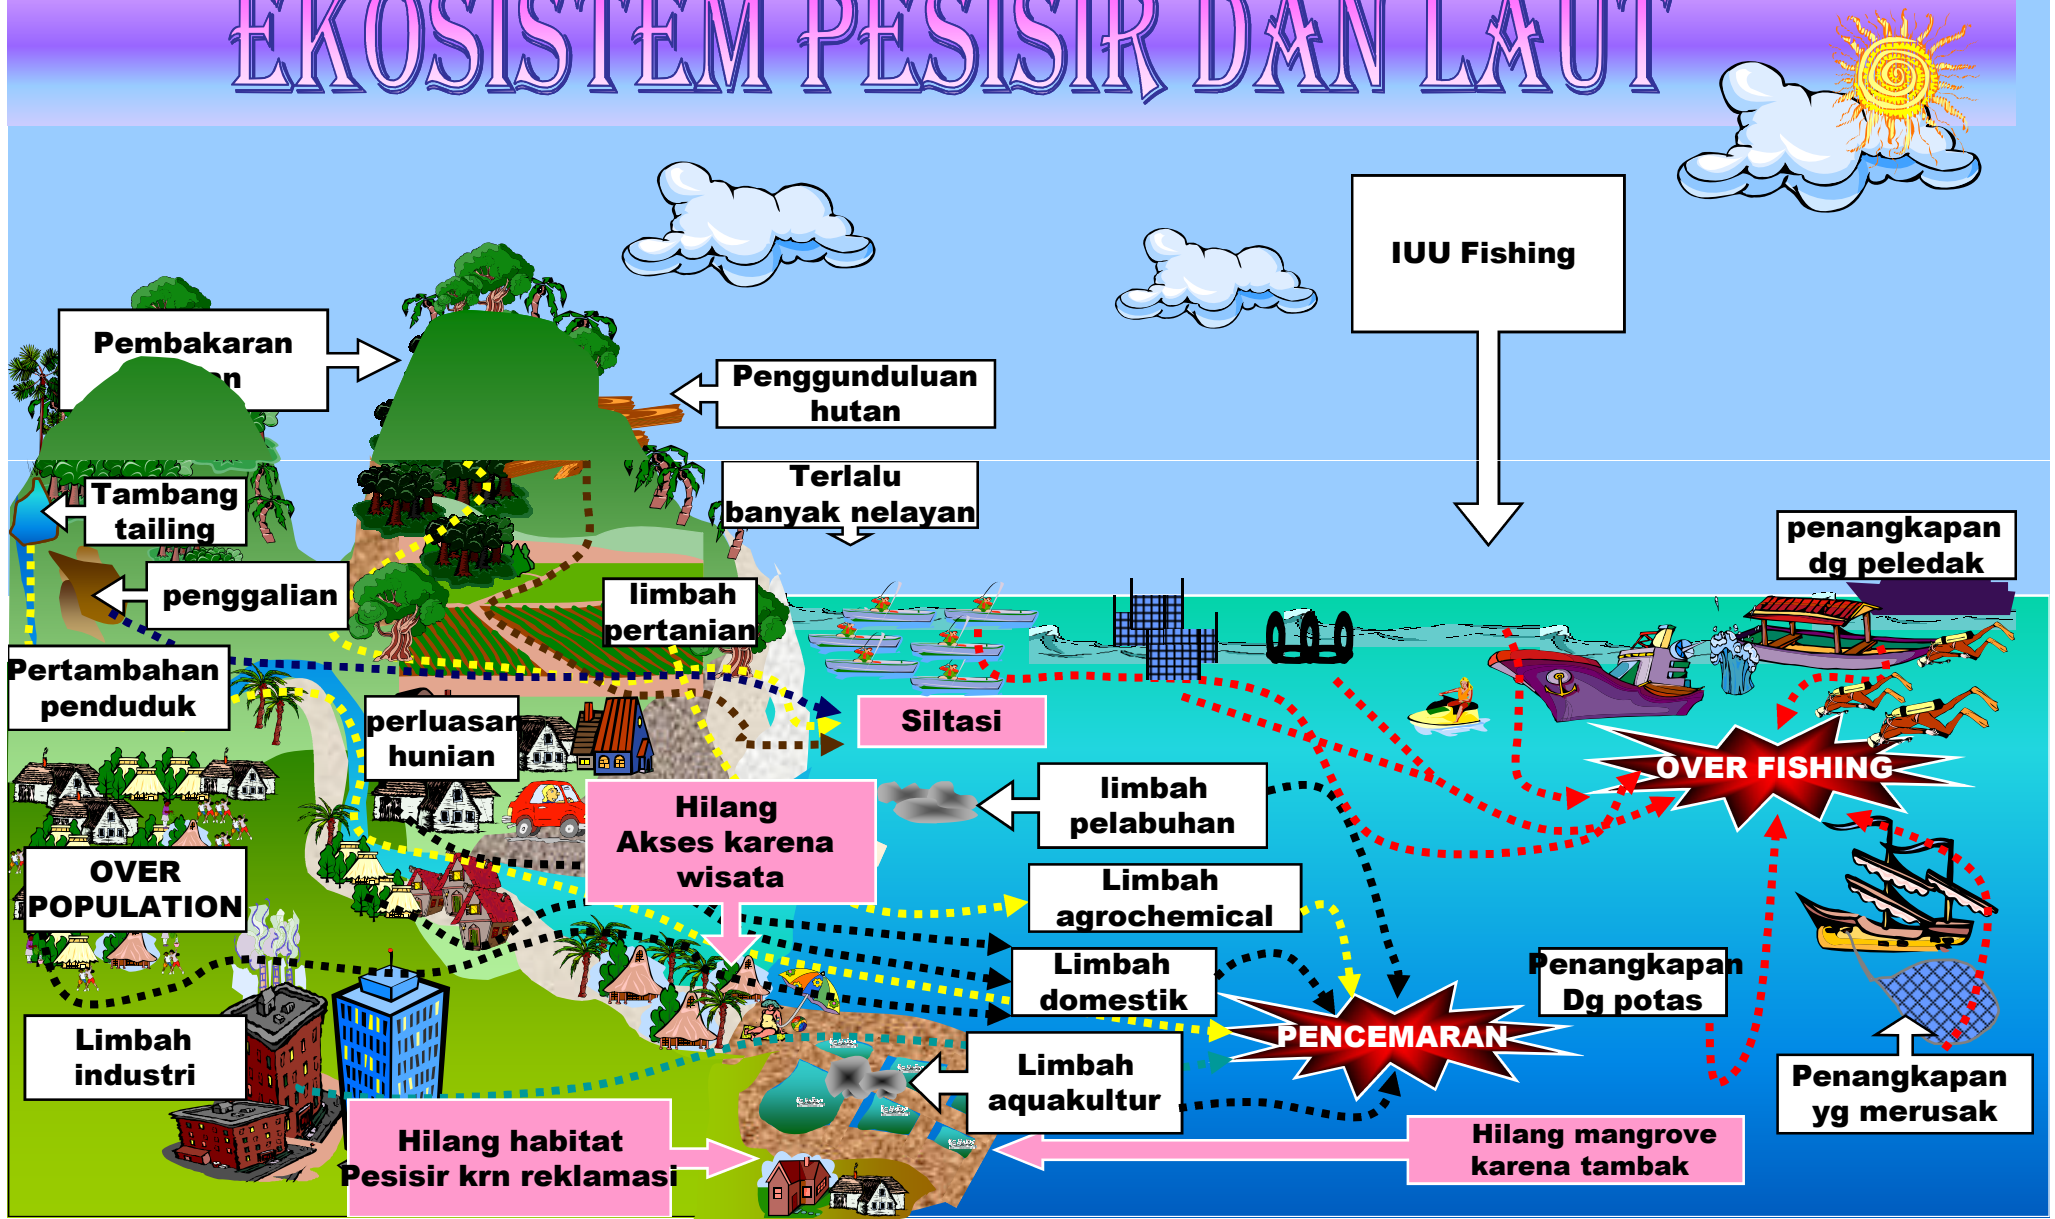 EKOSISTEM PESISIR DAN LAUT
IUU Fishing
Pembakaran
Penggunduluan
hutan
Terlalu
banyak nelayan
Tambang
tailing
penangkapan
dg peledak
penggalian
limbah
pertanian
Pertambahan
penduduk
perluasan
hunian
Siltasi
OVER FISHING
limbah
pelabuhan
Hilang
Akses karena
wisata
OVER
POPULATION
Limbah
agrochemical
Limbah
domestik
Penangkapan
Dg potas
PENCEMARAN
Limbah
industri
Limbah
aquakultur
Penangkapan
yg merusak
Hilang habitat
Pesisir krn reklamasi
Hilang mangrove
karena tambak